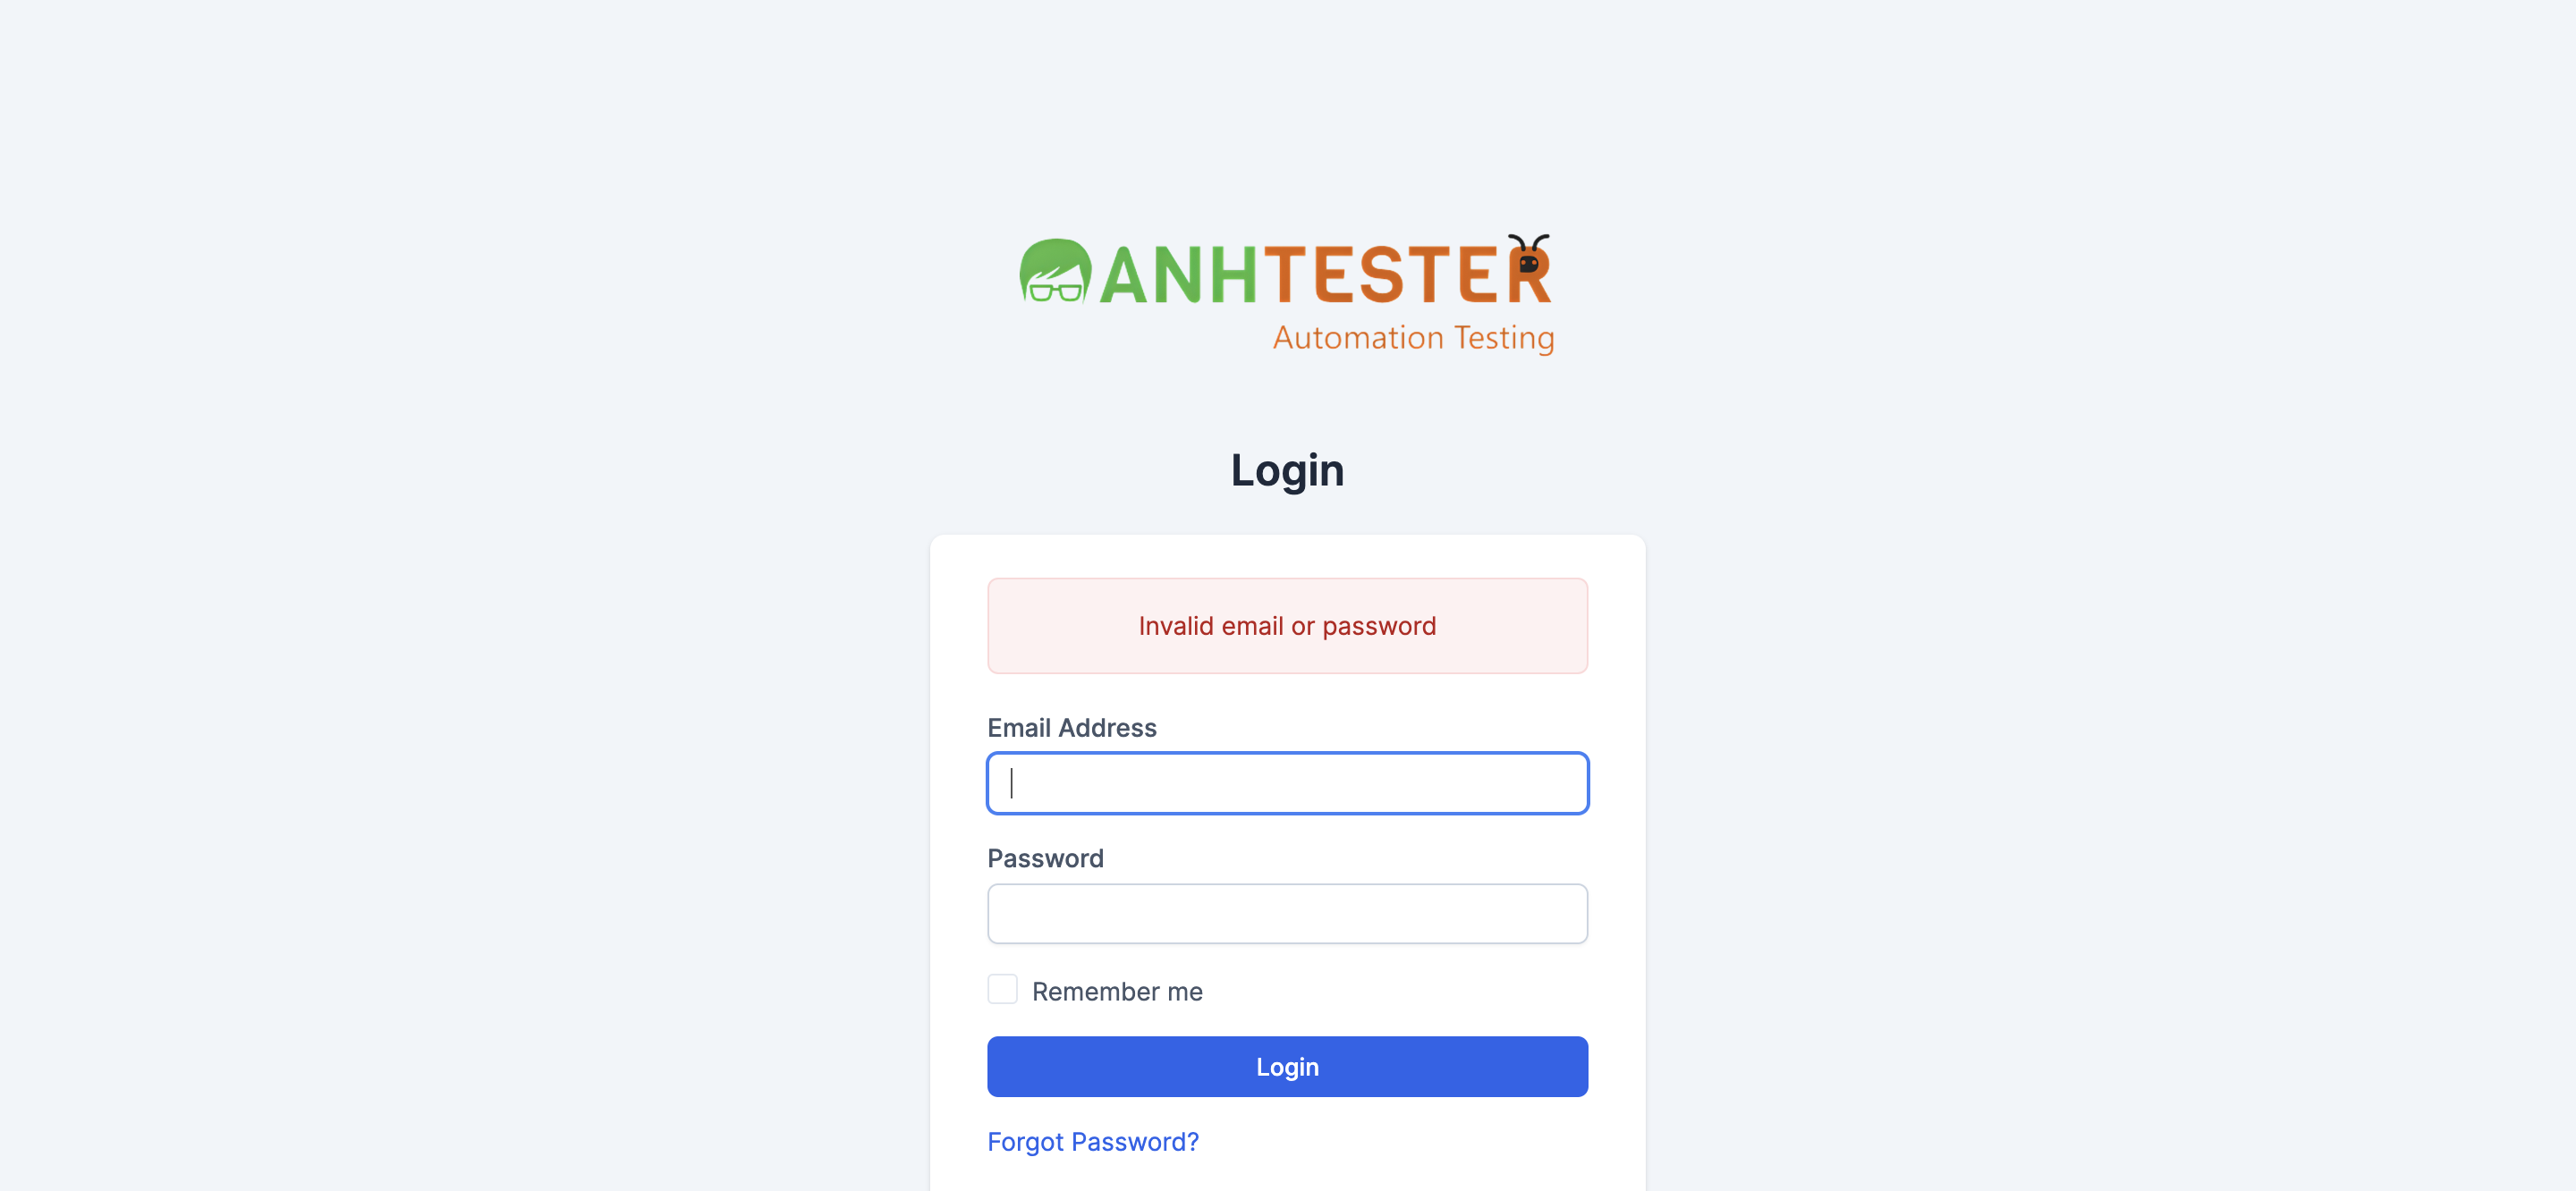 ANHTESTER
Automation Testing
Login
Invalid email or password
Email Address
Password
Remember me
Login
Forgot Password?